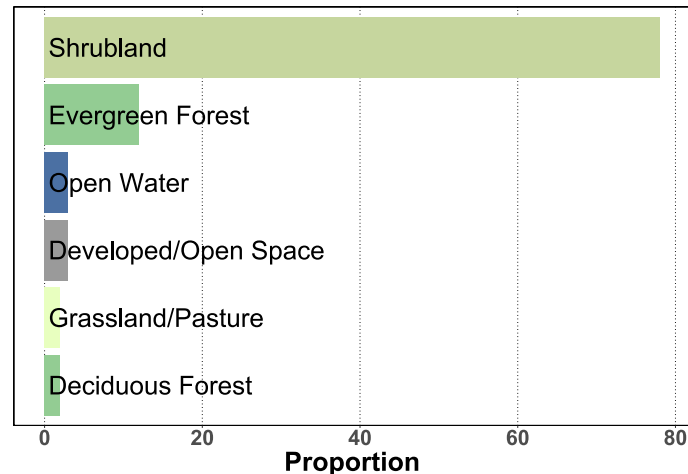 Shrubland
Evergreen Forest
Open Water
Developed/Open Space
Grassland/Pasture
Deciduous Forest
0 20 40 60 80
Proportion